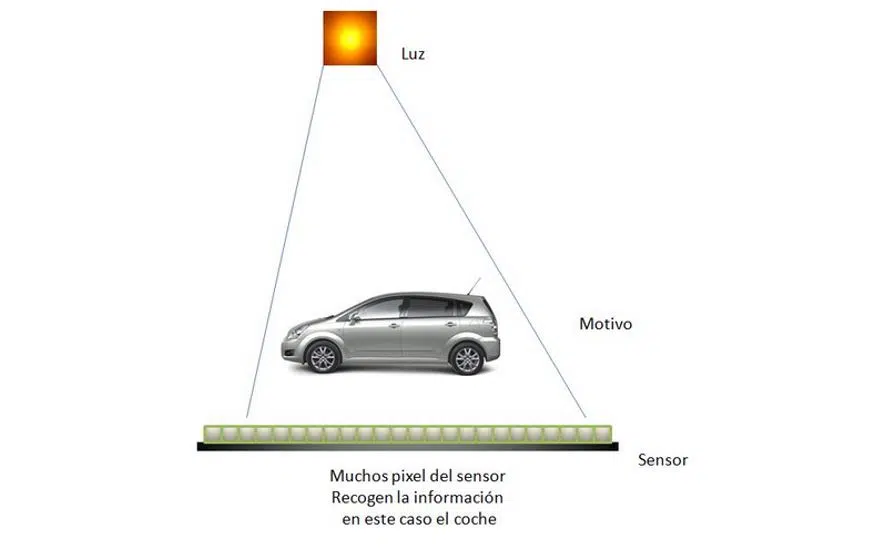 Luz
Motivo
Sensor
Muchos pixel del sensor
Recogen la información
en este caso el coche